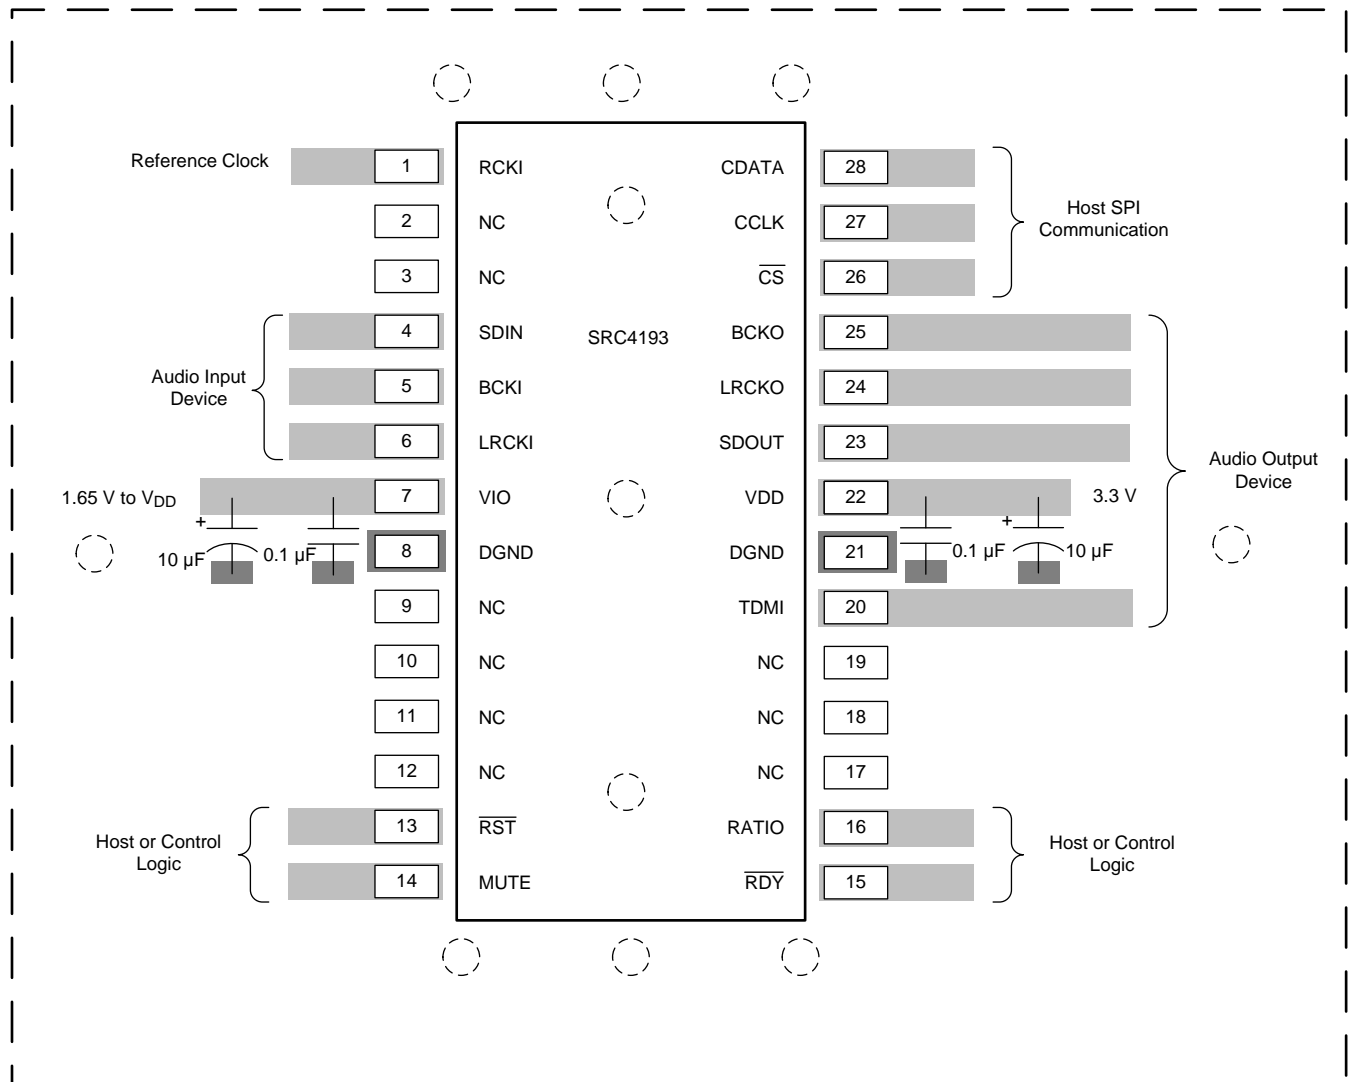 Reference Clock
1
RCKI
CDATA
28
2
NC
CCLK
27
Host SPI
Communication
3
NC
CS
26
4
SDIN
SRC4193
BCKO
25
Audio Input
Device
5
BCKI
LRCKO
24
6
LRCKI
SDOUT
23
Audio Output
Device
1.65 V to VDD
7
VIO
VDD
22
3.3 V
+
10 µF
0.1 µF
8
DGND
DGND
21
0.1 µF
+
10 µF
9
NC
TDMI
20
10
NC
NC
19
11
NC
NC
18
12
NC
NC
17
Host or Control
Logic
13
RST
RATIO
16
Host or Control
Logic
14
MUTE
RDY
15